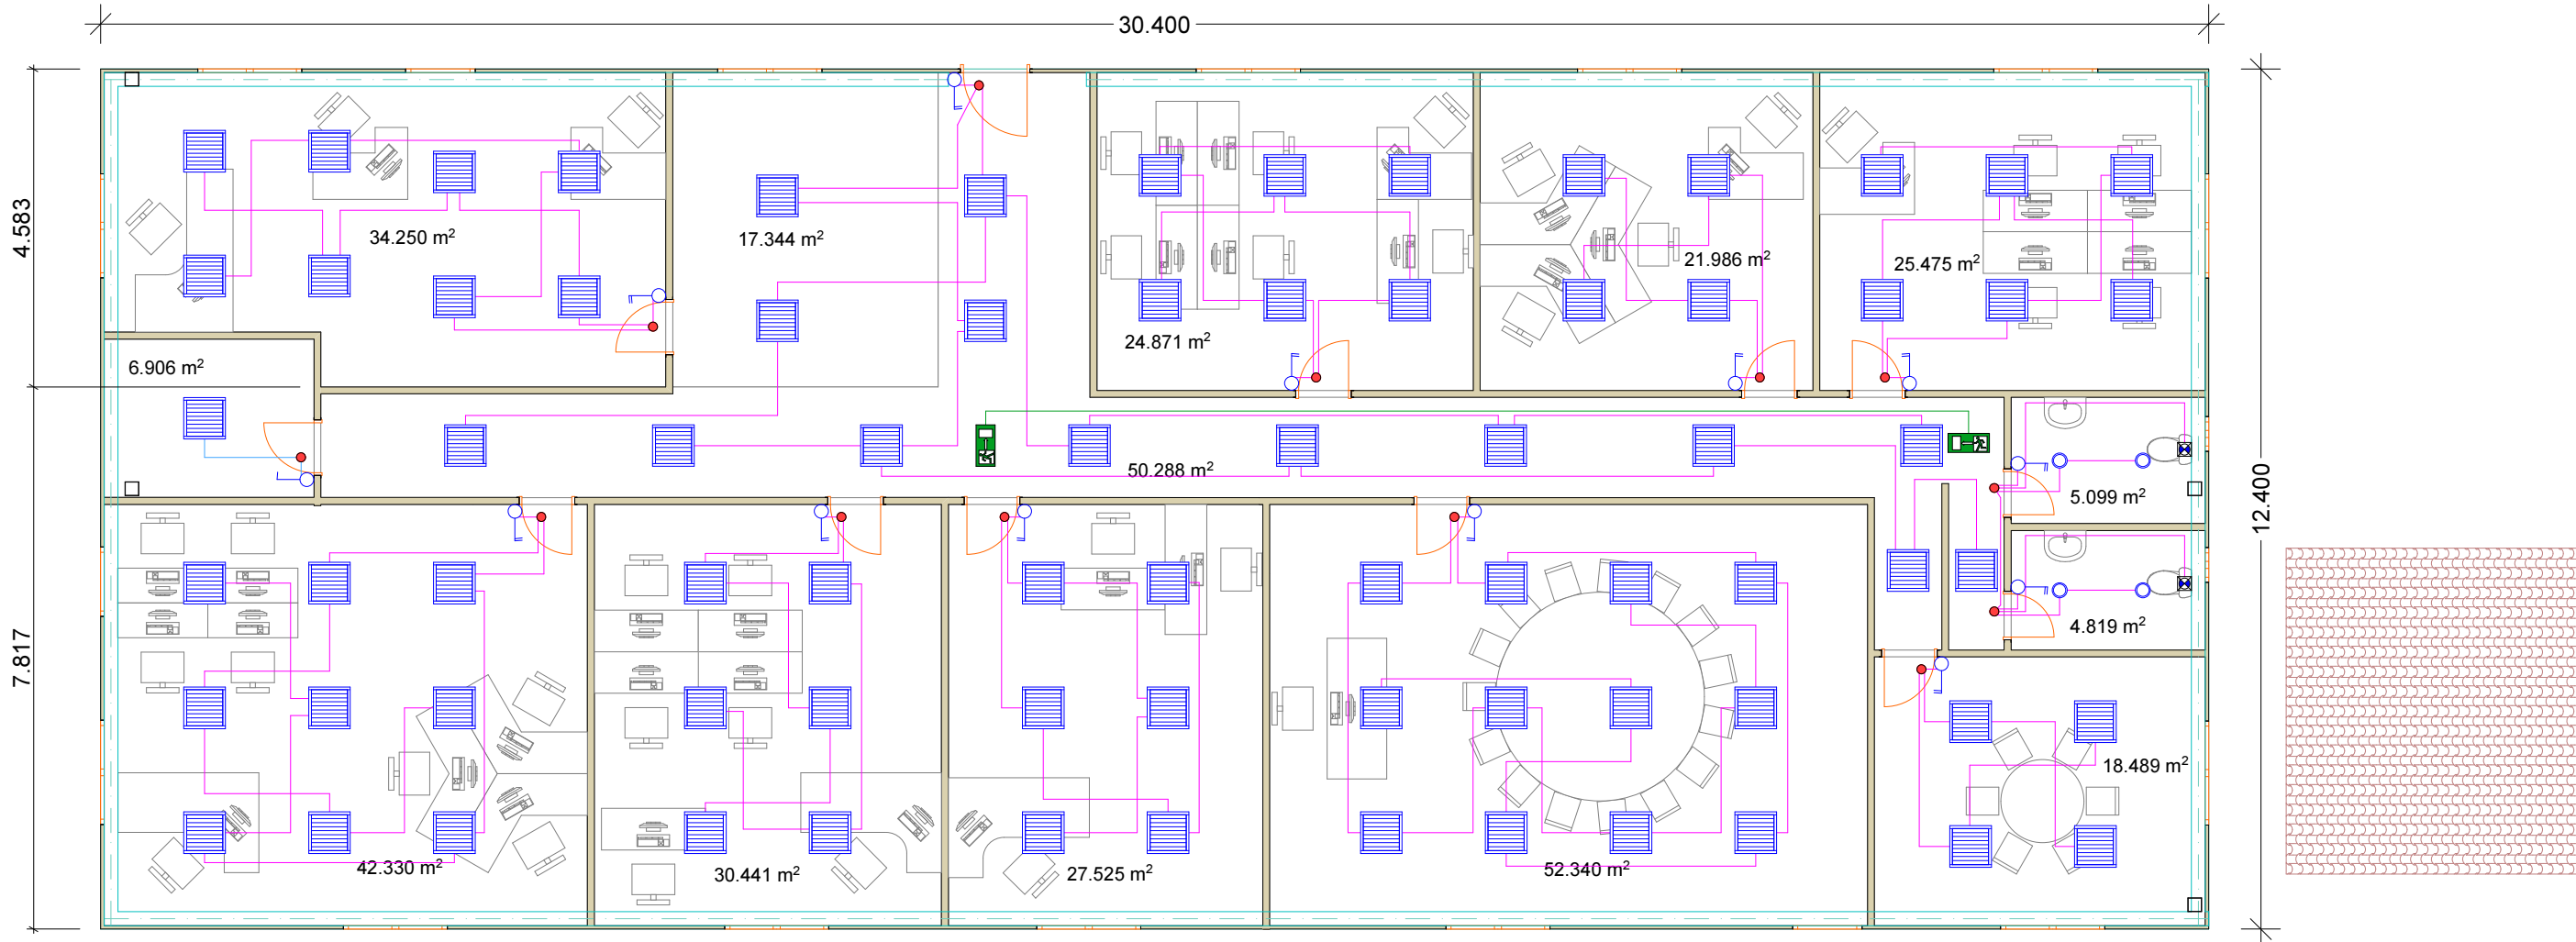 30.400
4.583
34.250 m²
17.344 m²
21.986 m²
25.475 m²
24.871 m²
6.906 m²
50.288 m²
5.099 m²
12.400
4.819 m²
7.817
18.489 m²
42.330 m²
30.441 m²
27.525 m²
52.340 m²